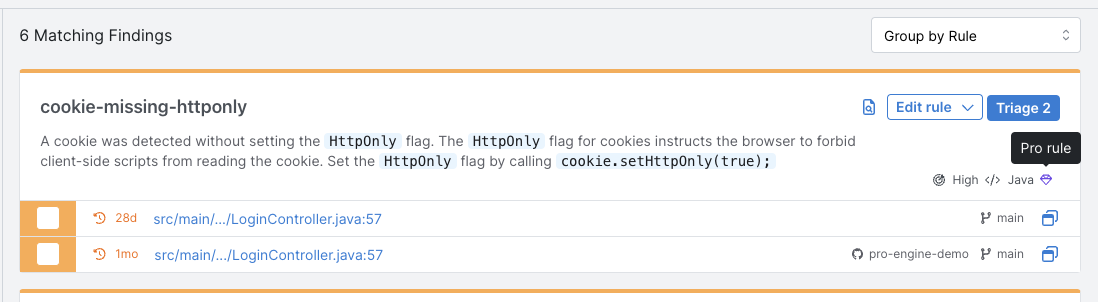 6 Matching Findings
Group by Rule
cookie-missing-httponly
Edit rule
Triage 2
A cookie was detected without setting the HttpOnly flag. The HttpOnly flag for cookies instructs the browser to forbid
client-side scripts from reading the cookie. Set the HttpOnly flag by calling cookie.setHttpOnly(true);
Pro rule
High </> Java
28d src/main/.../LoginController.java:57 main
1mo src/main/.../LoginController.java:57 pro-engine-demo main